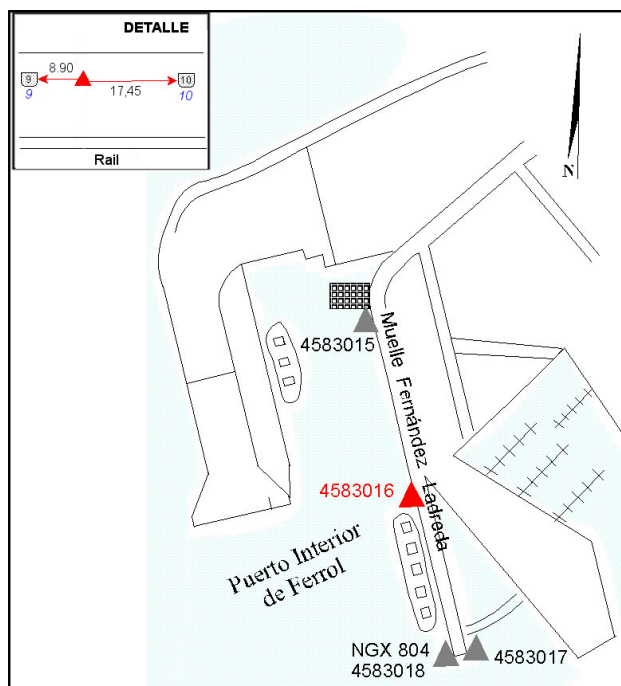 DETALLE
8.90
9
10
17,45
9
10
Rail
N
4583015
Muelle Fernández Ladreda
4583016
Puerto Interior
de Ferrol
NGX 804
4583018
4583017